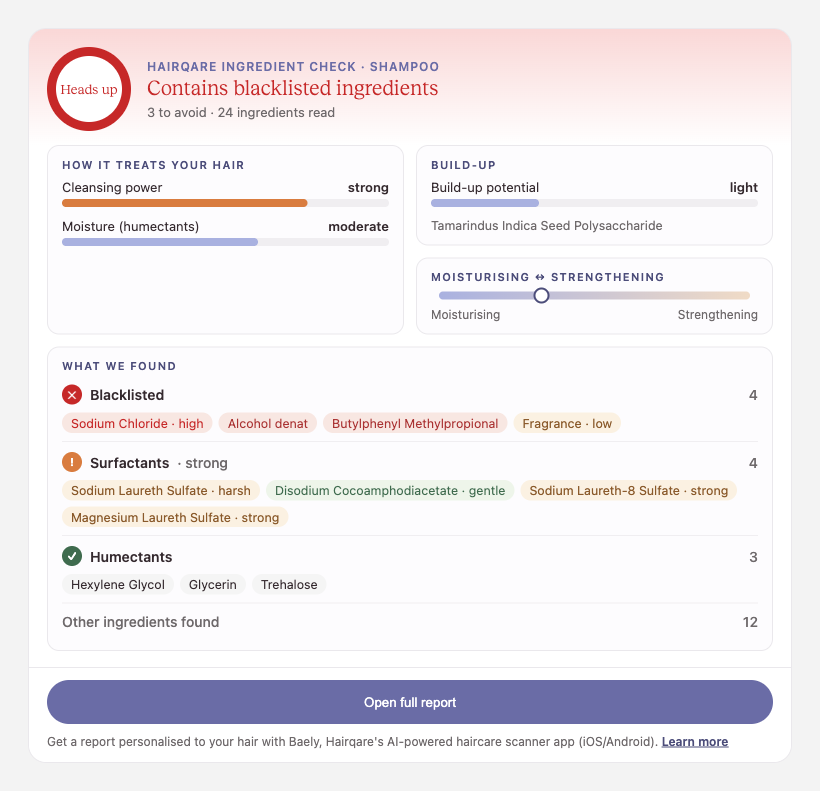 Heads up
HAIRQARE INGREDIENT CHECK · SHAMPOO
Contains blacklisted ingredients
3 to avoid · 24 ingredients read
HOW IT TREATS YOUR HAIR
Cleansing power strong
Moisture (humectants) moderate
BUILD-UP
Build-up potential light
Tamarindus Indica Seed Polysaccharide
MOISTURISING ↔ STRENGTHENING
Moisturising Strengthening
WHAT WE FOUND
Blacklisted 4
Sodium Chloride · high Alcohol denat Butylphenyl Methylpropional Fragrance · low
Surfactants · strong 4
Sodium Laureth Sulfate · harsh Disodium Cocoamphodiacetate · gentle Sodium Laureth-8 Sulfate · strong
Magnesium Laureth Sulfate · strong
Humectants 3
Hexylene Glycol Glycerin Trehalose
Other ingredients found 12
Open full report
Get a report personalised to your hair with Baely, Hairqare's AI-powered haircare scanner app (iOS/Android). Learn more